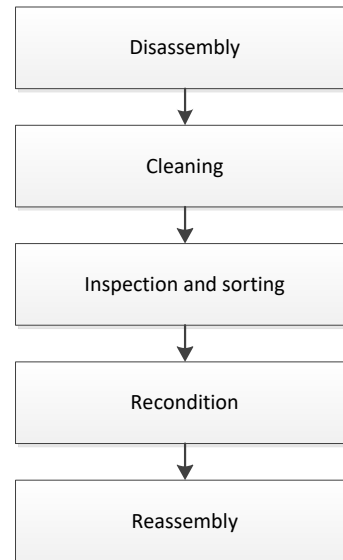 Disassembly
Cleaning
Inspection and sorting
Recondition
Reassembly